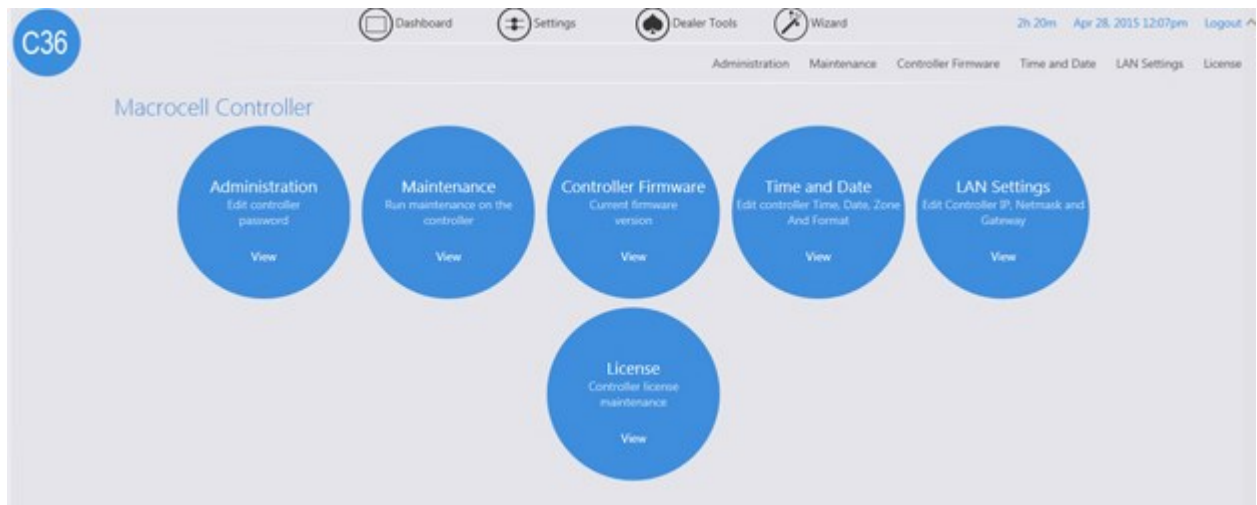 C36
Dashboard Settings Dealer Tools Wizard 2h 20m Apr 28, 2015 12:07pm Logout
Administration Maintenance Controller Firmware Time and Date LAN Settings License
Macrocell Controller
Administration
Edit controller
password
View
Maintenance
Run maintenance on the
controller
View
Controller Firmware
Current firmware
version
View
Time and Date
Edit controller Time, Date, Zone
And Format
View
LAN Settings
Edit Controller IP, Netmask and
Gateway
View
License
Controller license
maintenance
View